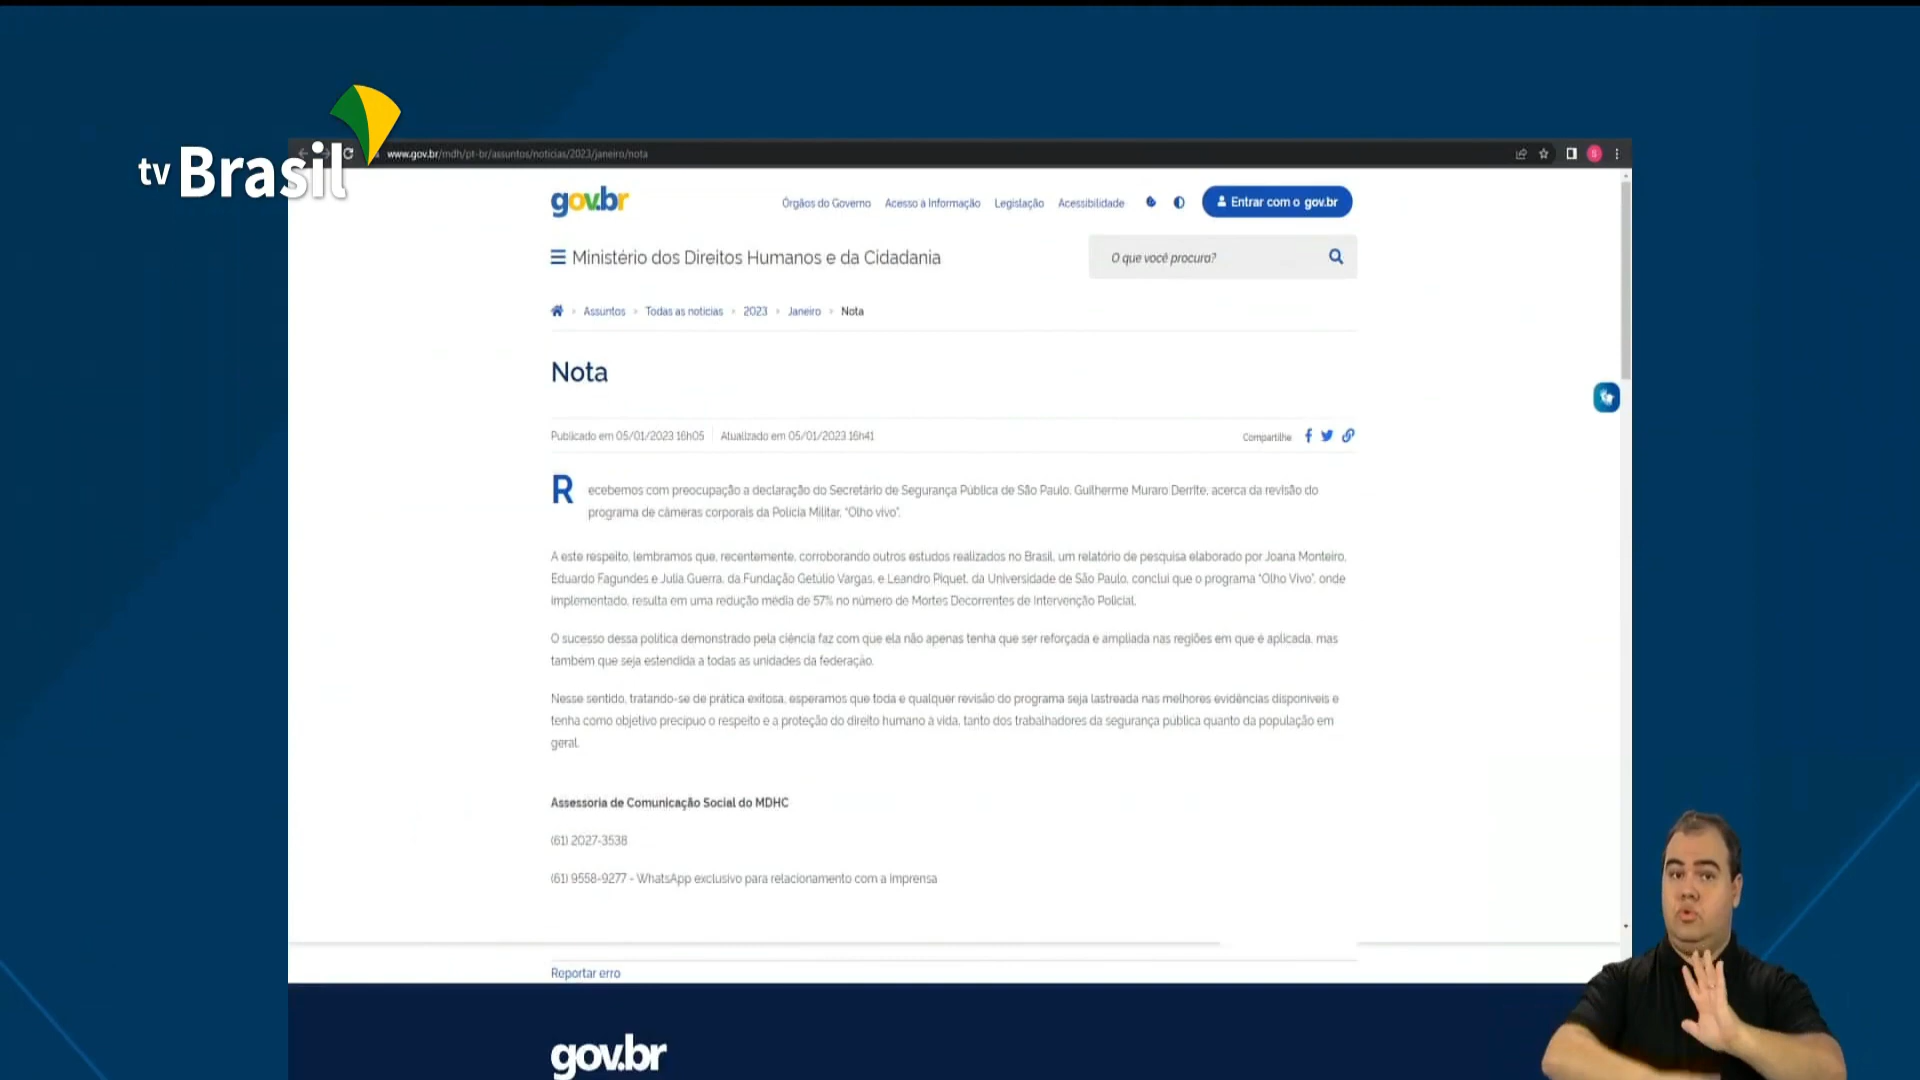 tv Brasil
www.gov.br/mdh/pt-br/assuntos/noticias/2023/janeiro/nota
gov.br
Órgãos do Governo Acesso à Informação Legislação Acessibilidade Entrar com o gov.br
Ministério dos Direitos Humanos e da Cidadania O que você procura?
Assuntos > Todas as notícias > 2023 > Janeiro > Nota
Nota
Publicado em 05/01/2023 16h05 Atualizado em 05/01/2023 16h41 Compartilhe
Recebemos com preocupação a declaração do Secretário de Segurança Pública de São Paulo, Guilherme Muraro Derrite, acerca da revisão do
programa de câmeras corporais da Polícia Militar, “Olho vivo”.
A este respeito, lembramos que, recentemente, corroborando outros estudos realizados no Brasil, um relatório de pesquisa elaborado por Joana Monteiro,
Eduardo Fagundes e Julia Guerra, da Fundação Getúlio Vargas, e Leandro Piquet, da Universidade de São Paulo, conclui que o programa “Olho Vivo”, onde
implementado, resulta em uma redução média de 57% no número de Mortes Decorrentes de Intervenção Policial.
O sucesso dessa política demonstrado pela ciência faz com que ela não apenas tenha que ser reforçada e ampliada nas regiões em que é aplicada, mas
também que seja estendida a todas as unidades da federação.
Nesse sentido, tratando-se de prática exitosa, esperamos que toda e qualquer revisão do programa seja lastreada nas melhores evidências disponíveis e
tenha como objetivo precípuo o respeito e a proteção do direito humano à vida, tanto dos trabalhadores da segurança pública quanto da população em
geral.
Assessoria de Comunicação Social do MDHC
(61) 2027-3538
(61) 9558-9277 - WhatsApp exclusivo para relacionamento com a imprensa
Reportar erro
gov.br